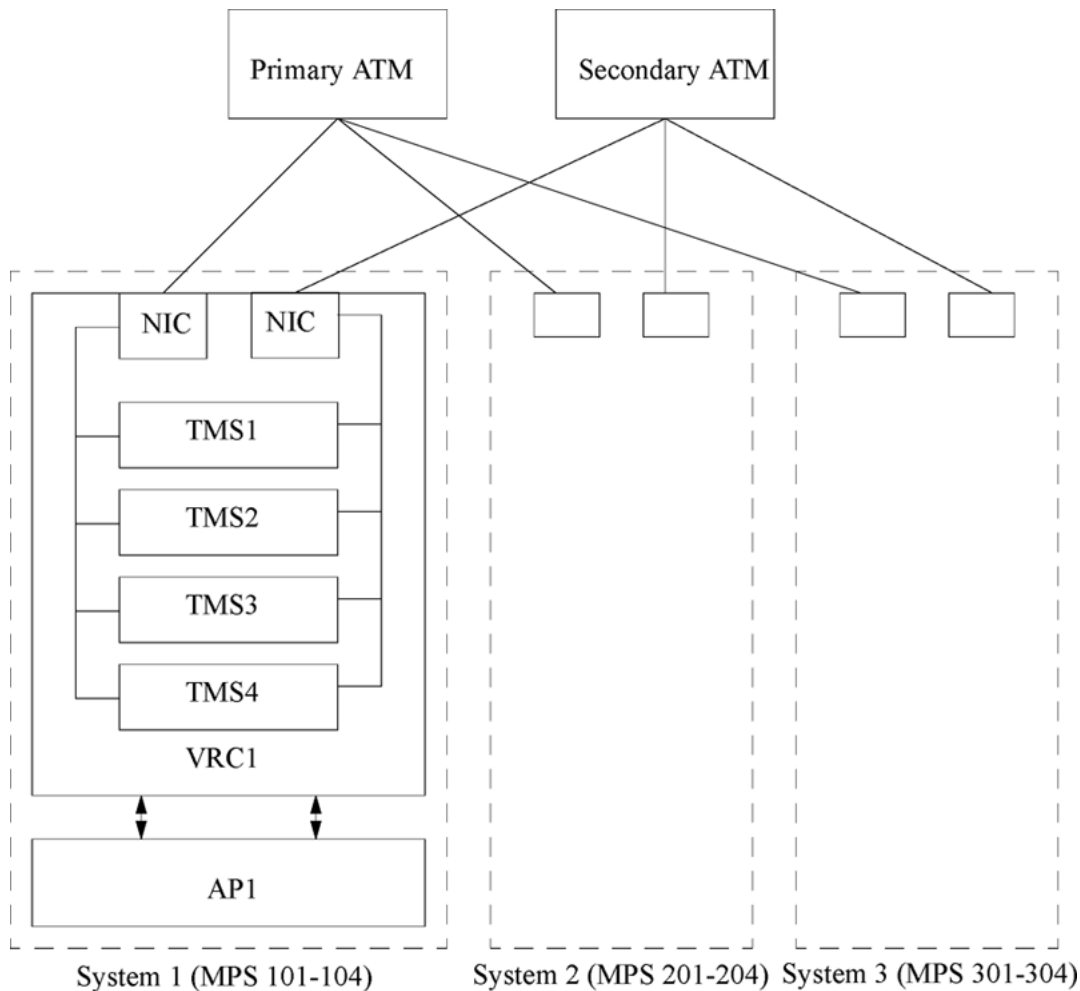 Primary ATM
Secondary ATM
NIC
NIC
TMS1
TMS2
TMS3
TMS4
VRC1
AP1
System 1 (MPS 101-104)
System 2 (MPS 201-204)
System 3 (MPS 301-304)